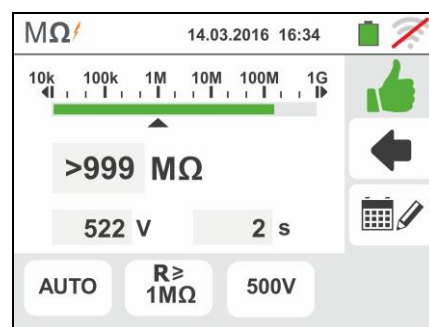 MΩ 14.03.2016 16:34
10k 100k 1M 10M 100M 1G
>999 MΩ
522 V 2 s
AUTO R≥ 1MΩ 500V